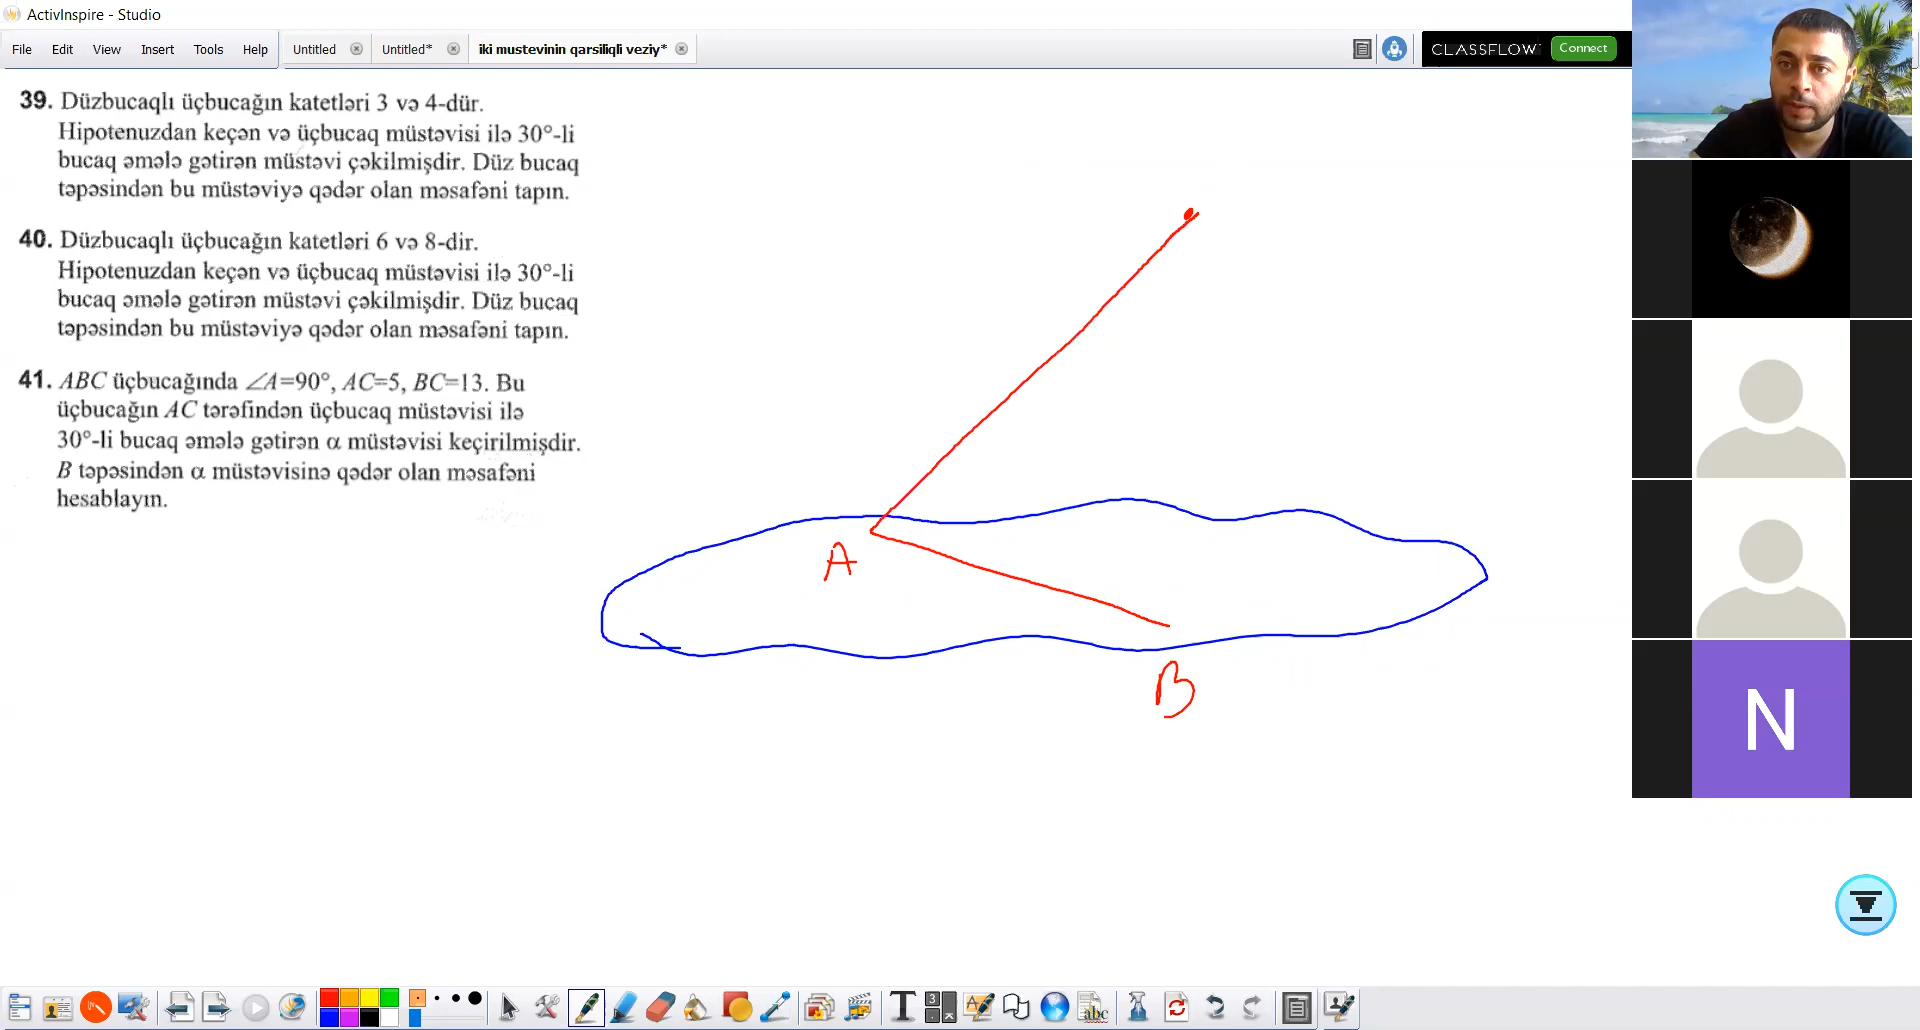 ActivInspire - Studio
File Edit View Insert Tools Help
Untitled Untitled* iki mustevinin qarsiliqli veziy*
CLASSFLOW Connect
39. Düzbucaqlı üçbucağın katetləri 3 və 4-dür.
Hipotenuzdan keçən və üçbucaq müstəvisi ilə 30°-li
bucaq əmələ gətirən müstəvi çəkilmişdir. Düz bucaq
təpəsindən bu müstəviyə qədər olan məsafəni tapın.
40. Düzbucaqlı üçbucağın katetləri 6 və 8-dir.
Hipotenuzdan keçən və üçbucaq müstəvisi ilə 30°-li
bucaq əmələ gətirən müstəvi çəkilmişdir. Düz bucaq
təpəsindən bu müstəviyə qədər olan məsafəni tapın.
41. ABC üçbucağında ∠A=90°, AC=5, BC=13. Bu
üçbucağın AC tərəfindən üçbucaq müstəvisi ilə
30°-li bucaq əmələ gətirən α müstəvisi keçirilmişdir.
B təpəsindən α müstəvisinə qədər olan məsafəni
hesablayın.
A
B
N